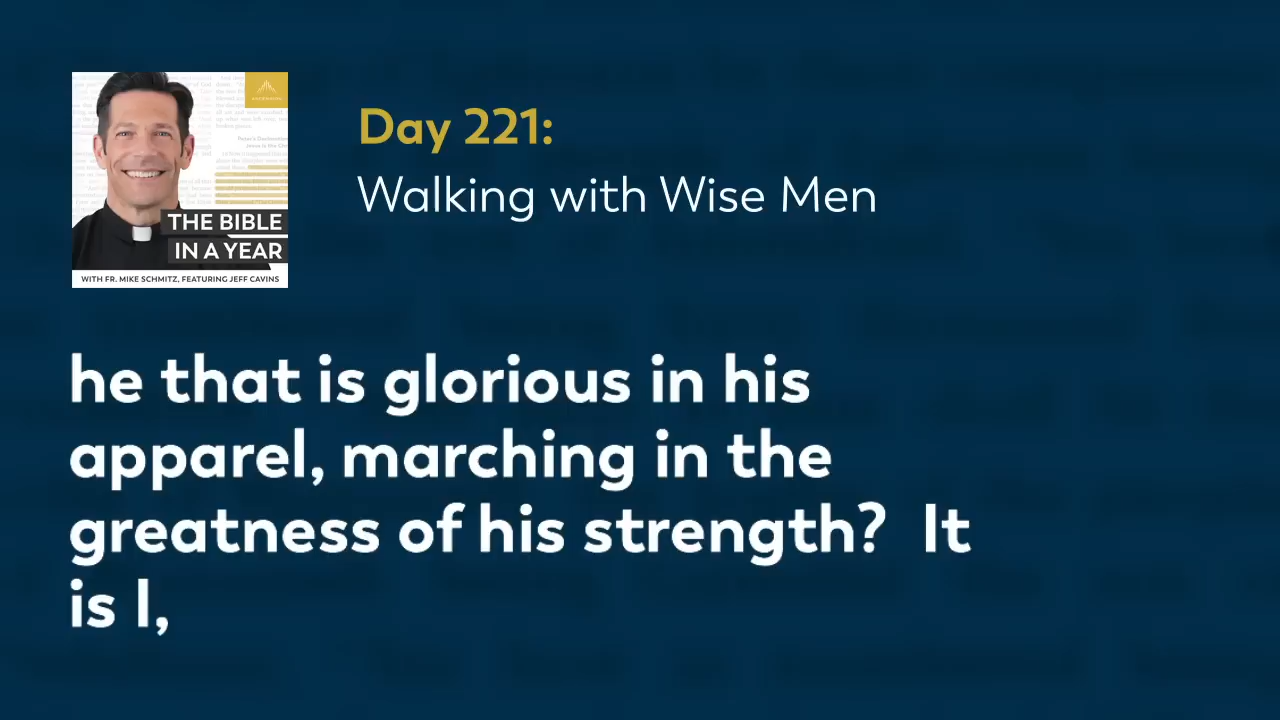 Day 221:
Walking with Wise Men
THE BIBLE
IN A YEAR
WITH FR. MIKE SCHMITZ, FEATURING JEFF CAVINS
he that is glorious in his
apparel, marching in the
greatness of his strength?  It
is I,